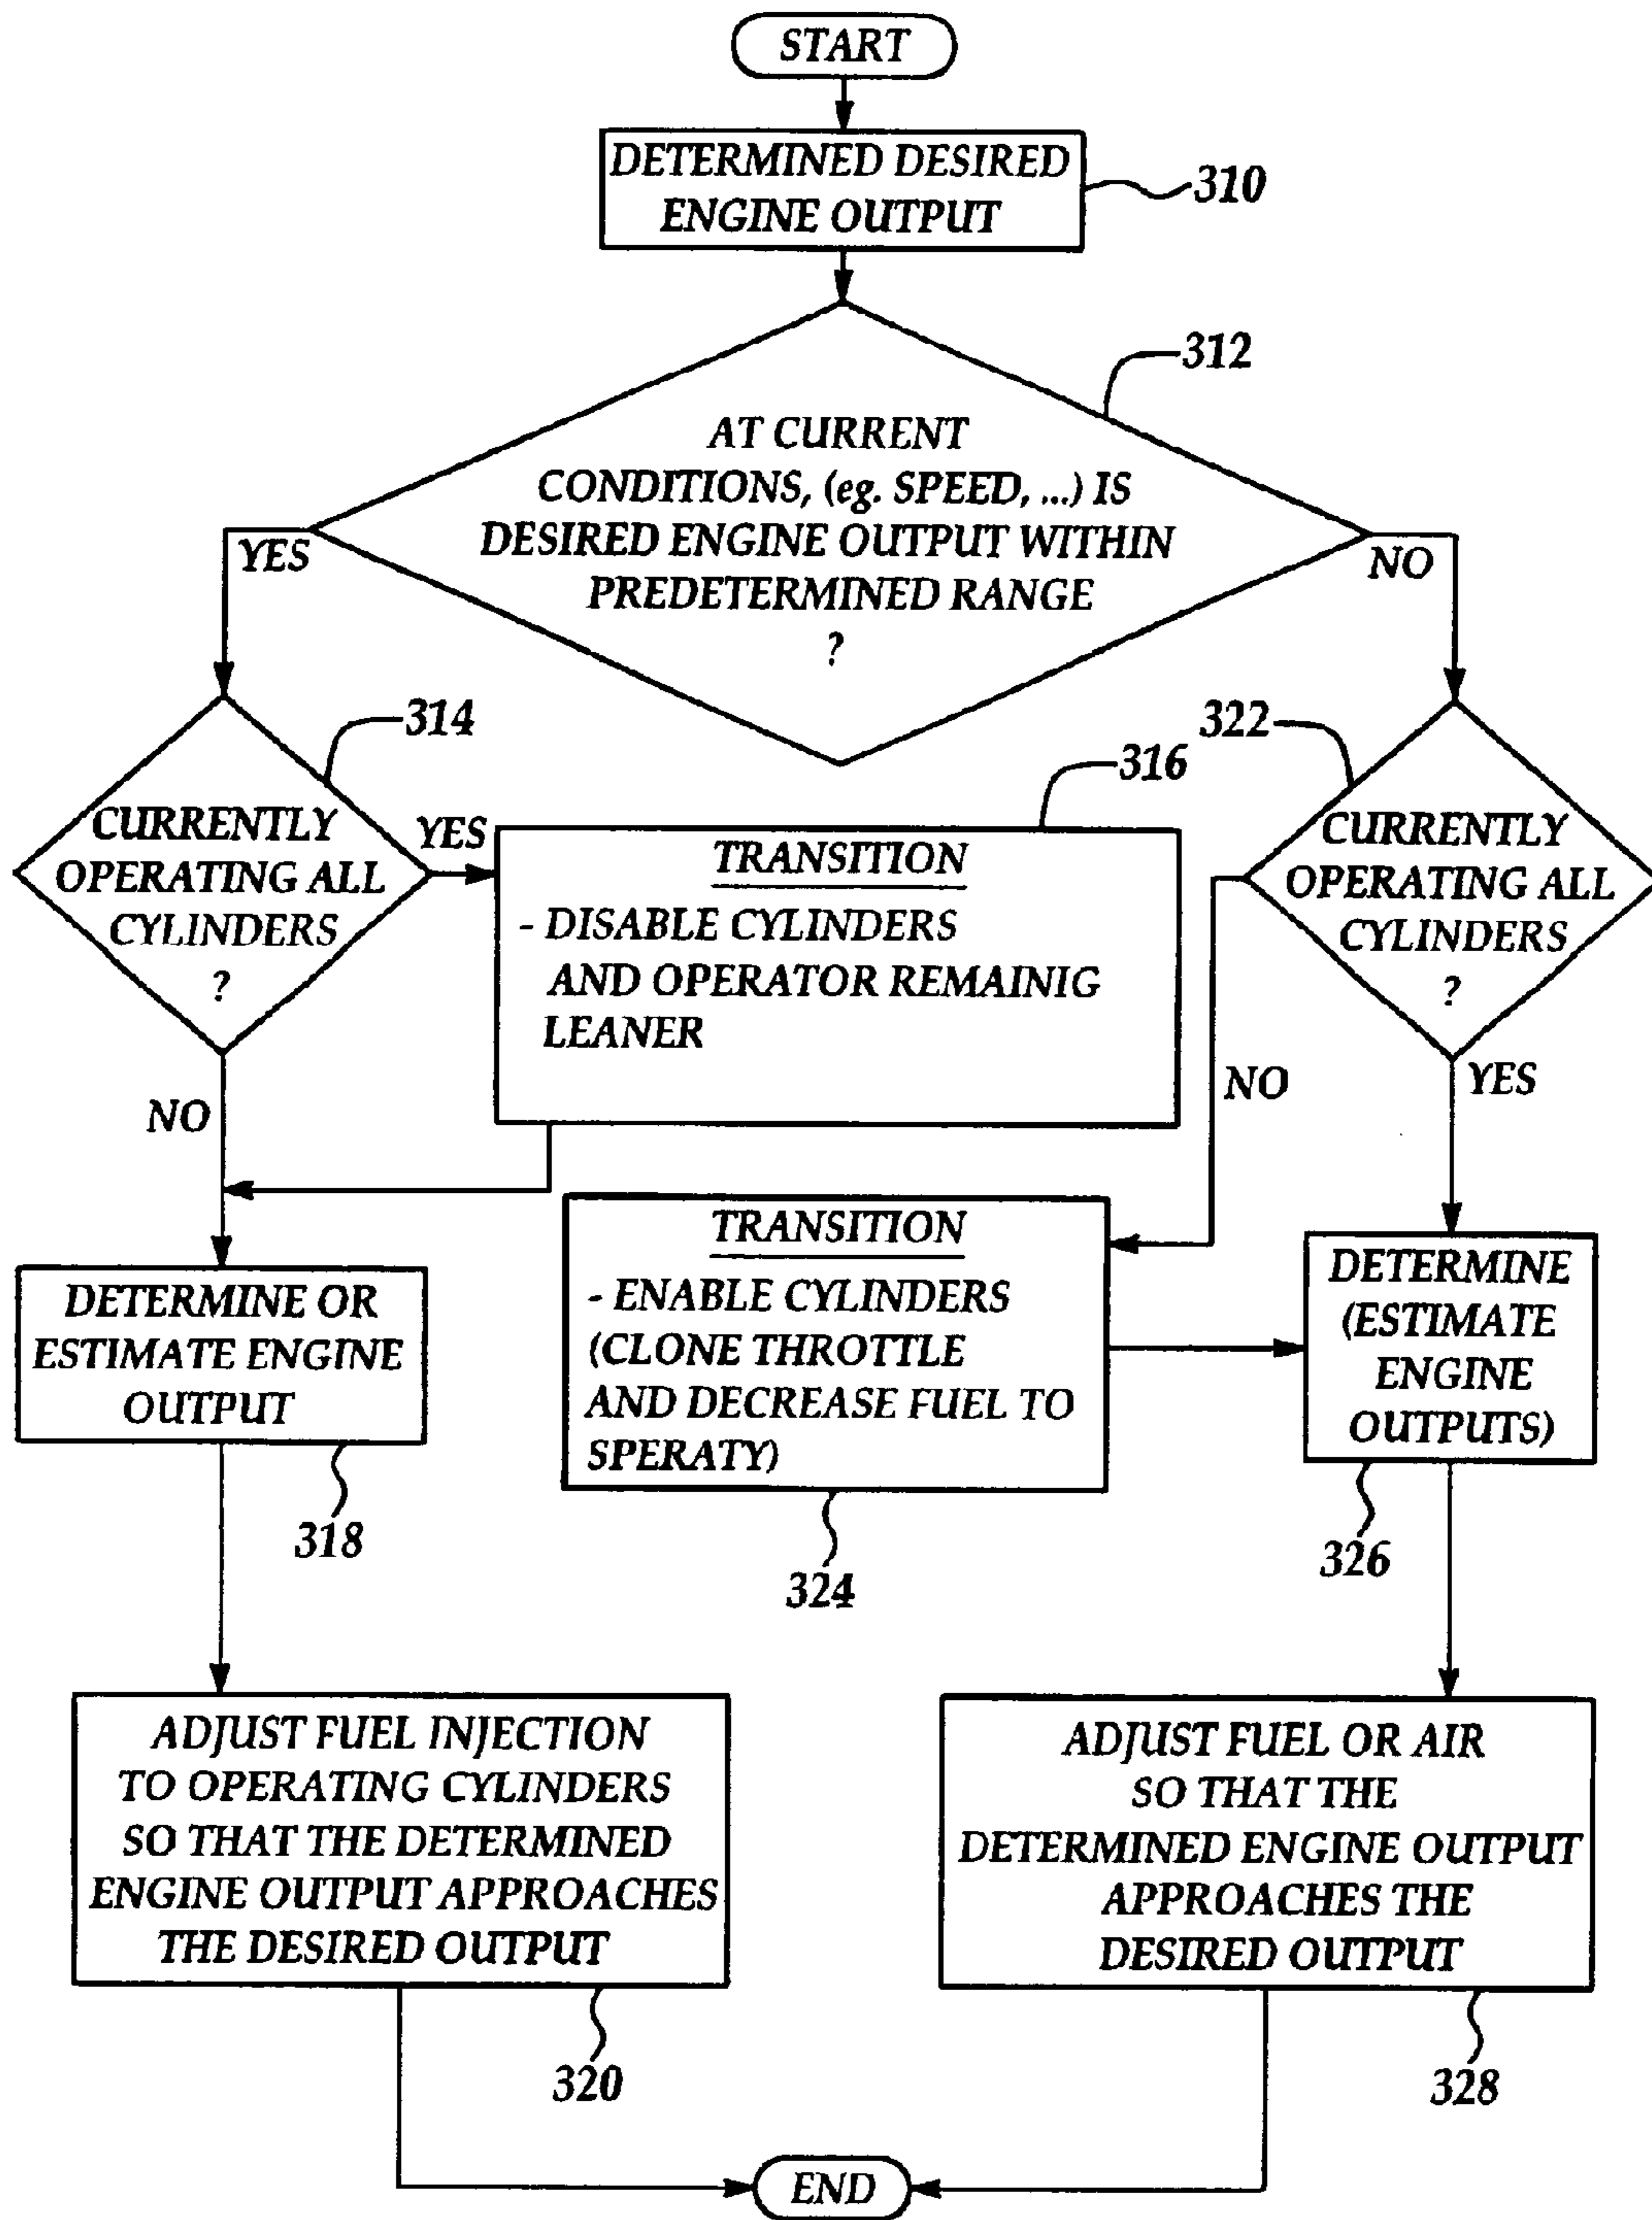 START
DETERMINED DESIRED
ENGINE OUTPUT
310
312
AT CURRENT
CONDITIONS, (eg. SPEED, ...) IS
DESIRED ENGINE OUTPUT WITHIN
PREDETERMINED RANGE
?
YES
NO
314
CURRENTLY
OPERATING ALL
CYLINDERS
?
YES
NO
316
TRANSITION
- DISABLE CYLINDERS
AND OPERATOR REMAINIG
LEANER
322
CURRENTLY
OPERATING ALL
CYLINDERS
?
NO
YES
TRANSITION
- ENABLE CYLINDERS
(CLONE THROTTLE
AND DECREASE FUEL TO
SPERATY)
324
DETERMINE OR
ESTIMATE ENGINE
OUTPUT
318
DETERMINE
(ESTIMATE
ENGINE
OUTPUTS)
326
ADJUST FUEL INJECTION
TO OPERATING CYLINDERS
SO THAT THE DETERMINED
ENGINE OUTPUT APPROACHES
THE DESIRED OUTPUT
320
ADJUST FUEL OR AIR
SO THAT THE
DETERMINED ENGINE OUTPUT
APPROACHES THE
DESIRED OUTPUT
328
END